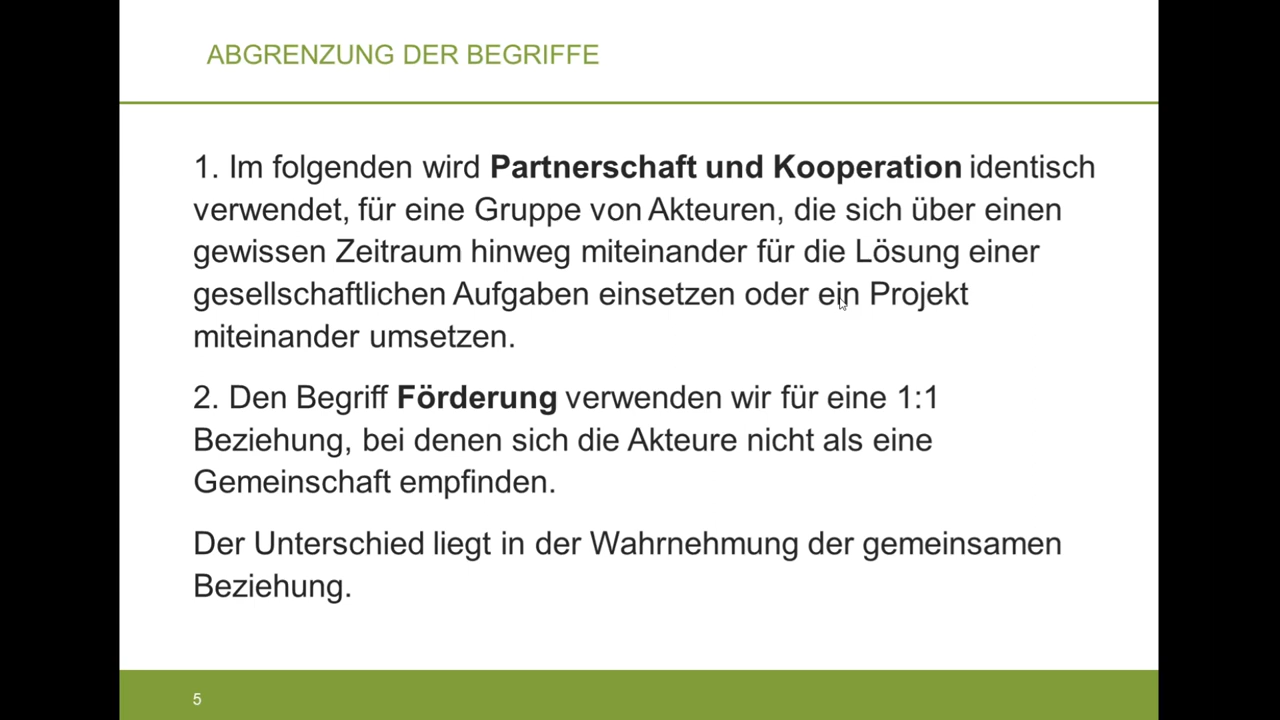 ABGRENZUNG DER BEGRIFFE
1. Im folgenden wird Partnerschaft und Kooperation identisch
verwendet, für eine Gruppe von Akteuren, die sich über einen
gewissen Zeitraum hinweg miteinander für die Lösung einer
gesellschaftlichen Aufgaben einsetzen oder ein Projekt
miteinander umsetzen.
2. Den Begriff Förderung verwenden wir für eine 1:1
Beziehung, bei denen sich die Akteure nicht als eine
Gemeinschaft empfinden.
Der Unterschied liegt in der Wahrnehmung der gemeinsamen
Beziehung.
5